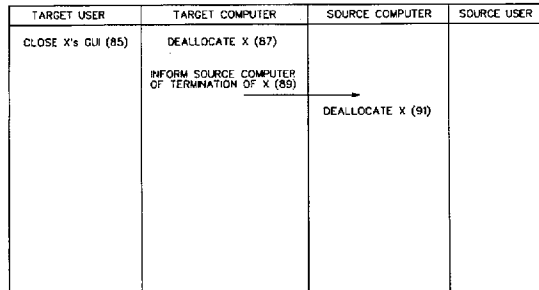 TARGET USER
TARGET COMPUTER
SOURCE COMPUTER
SOURCE USER
CLOSE X's GUI (85)
DEALLOCATE X (87)
INFORM SOURCE COMPUTER
OF TERMINATION OF X (89)
DEALLOCATE X (91)